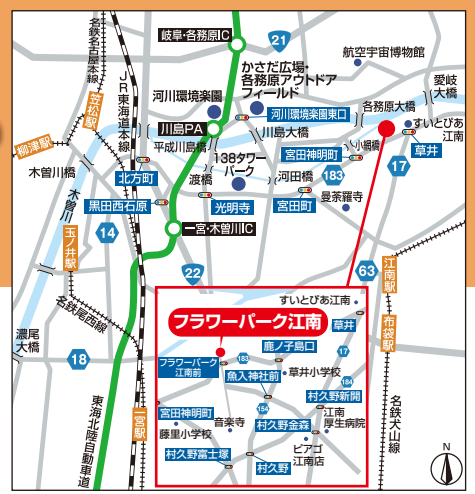 岐阜・各務原IC
21
名鉄名古屋本線
JR東海道本線
笠松駅
柳津駅
航空宇宙博物館
かさだ広場・
各務原アウトドア
フィールド
愛岐
大橋
河川環境楽園
河川環境楽園東口
各務原大橋
すいとぴあ
江南
川島PA
川島大橋
平成川島橋
138タワー
パーク
宮田神明町
小網橋
草井
17
木曽川橋
北方町
渡橋
河田橋
183
木曽川
黒田西石原
光明寺
宮田町
曼荼羅寺
玉ノ井駅
14
一宮・木曽川IC
22
63
江南駅
名鉄尾西線
濃尾
大橋
すいとぴあ江南
フラワーパーク江南
草井
布袋駅
鹿ノ子島口
17
18
フラワーパーク
江南前
183
魚入神社前
草井小学校
184
村久野新開
154
一宮駅
宮田神明町
音楽寺
藤里小学校
村久野金森
江南
厚生病院
ピアゴ
江南店
村久野富士塚
村久野
東海北陸自動車道
名鉄犬山線
N